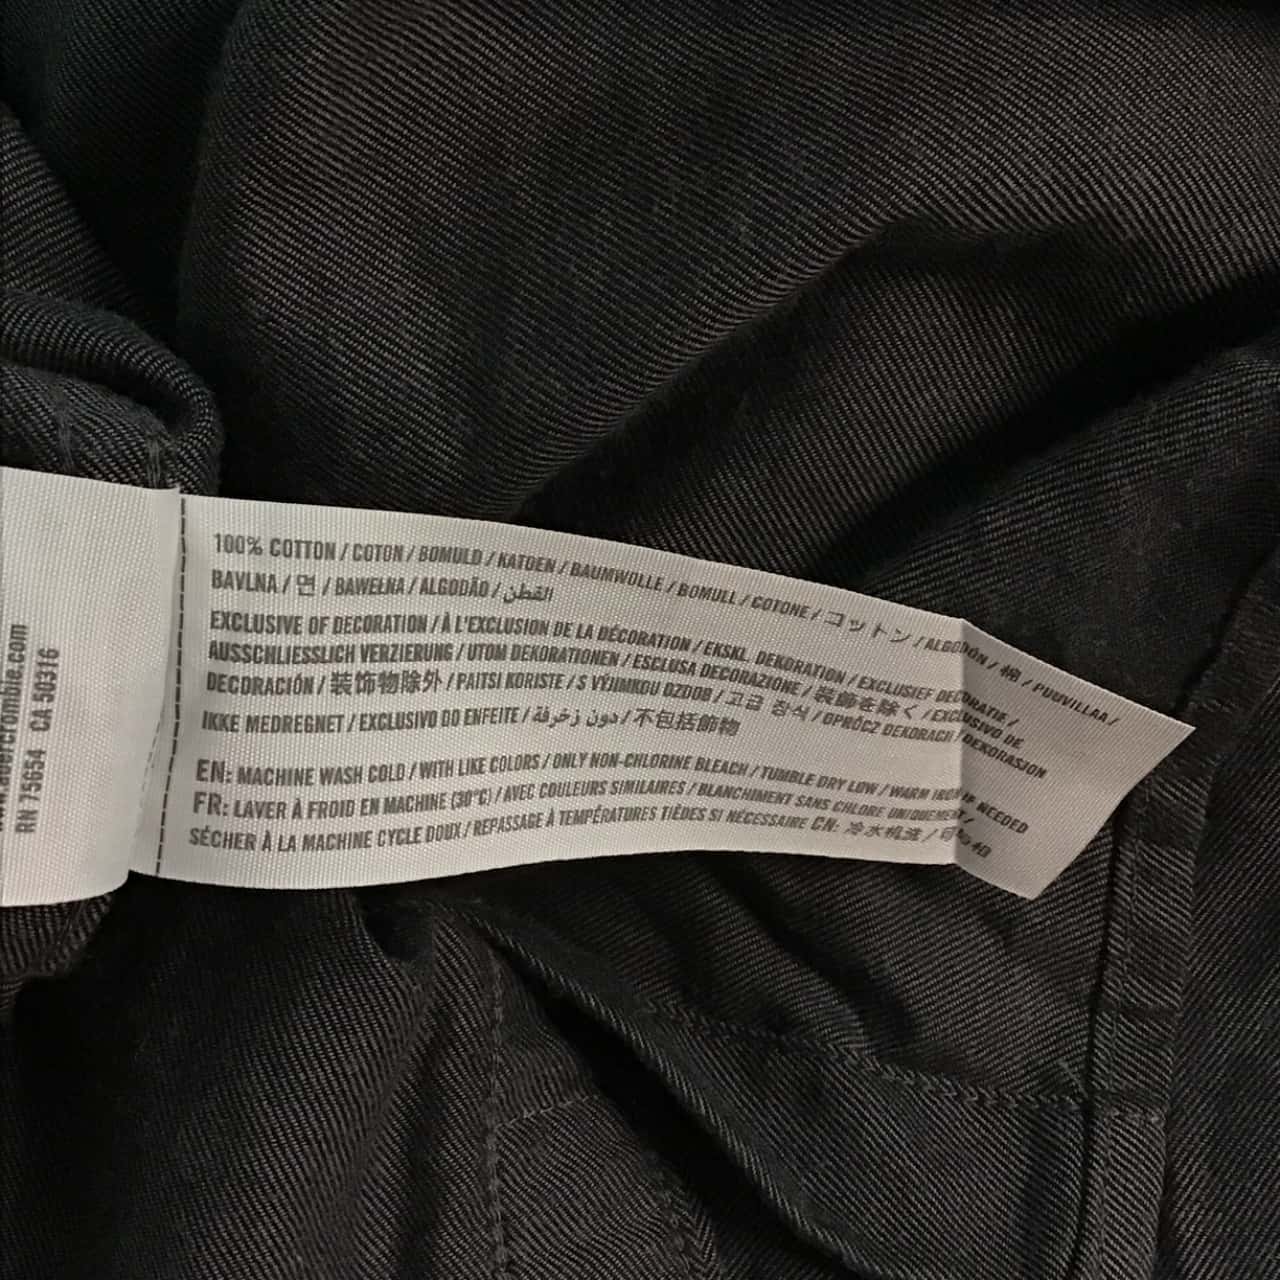 100% COTTON / COTON / BOMULD / KATOEN / BAUMWOLLE / BOMULL / COTONE / コットン / ALGODÓN / 棉 / PUUVILLAA /
BAVLNA / 면 / BAWEŁNA / ALGODÃO / القطن
EXCLUSIVE OF DECORATION / À L'EXCLUSION DE LA DÉCORATION / EKSKL. DEKORATION / EXCLUSIEF DECORATIE /
AUSSCHLIESSLICH VERZIERUNG / UTOM DEKORATIONEN / ESCLUSA DECORAZIONE / 装飾を除く / EXCLUSIVO DE
DECORACIÓN / 装饰物除外 / PAITSI KORISTE / S VÝJIMKOU OZDOB / 고급 장식 / OPRÓCZ DEKORACJI / DEKORASJON
IKKE MEDREGNET / EXCLUSIVO DO ENFEITE / دون زخرفة / 不包括飾物
EN: MACHINE WASH COLD / WITH LIKE COLORS / ONLY NON-CHLORINE BLEACH / TUMBLE DRY LOW / WARM IRON IF NEEDED
FR: LAVER À FROID EN MACHINE (30°C) / AVEC COULEURS SIMILAIRES / BLANCHIMENT SANS CHLORE UNIQUEMENT /
SÉCHER À LA MACHINE CYCLE DOUX / REPASSAGE À TEMPÉRATURES TIÈDES SI NÉCESSAIRE CN: 冷水机洗 /
RN 75654 CA 50316